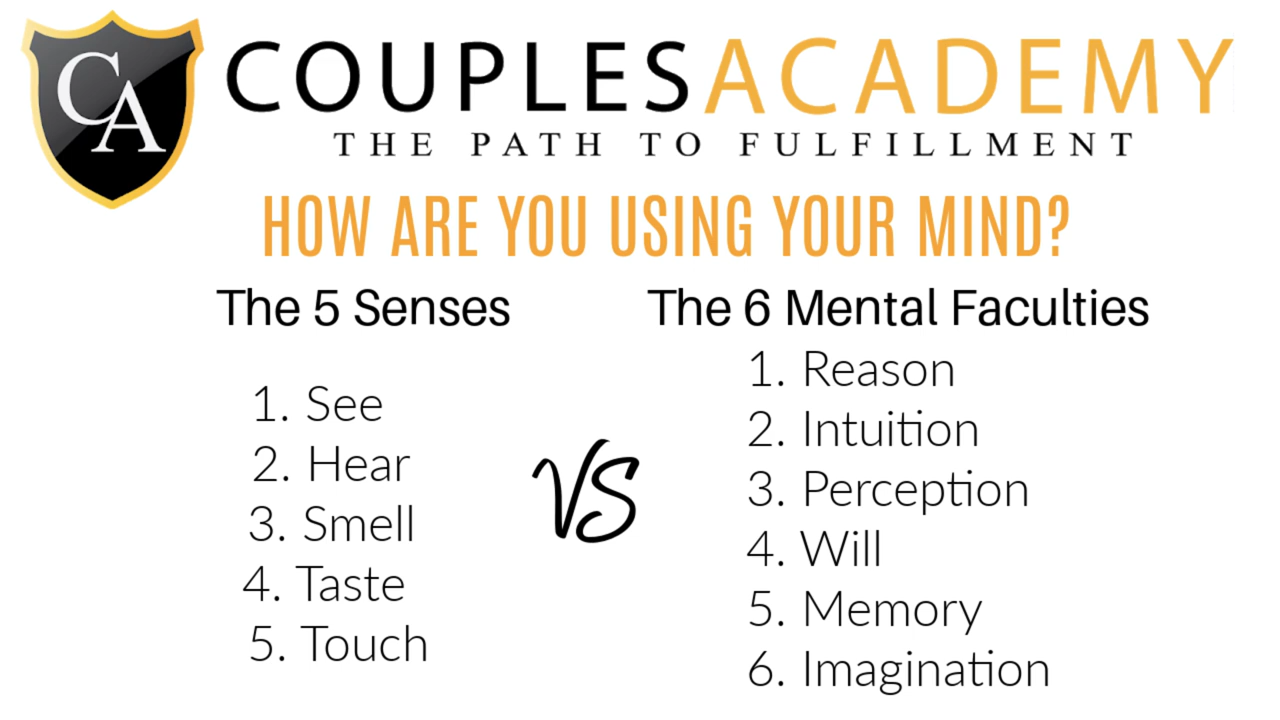 CA
COUPLESACADEMY
THE PATH TO FULFILLMENT
HOW ARE YOU USING YOUR MIND?
The 5 Senses
1. See
2. Hear
3. Smell
4. Taste
5. Touch
VS
The 6 Mental Faculties
1. Reason
2. Intuition
3. Perception
4. Will
5. Memory
6. Imagination